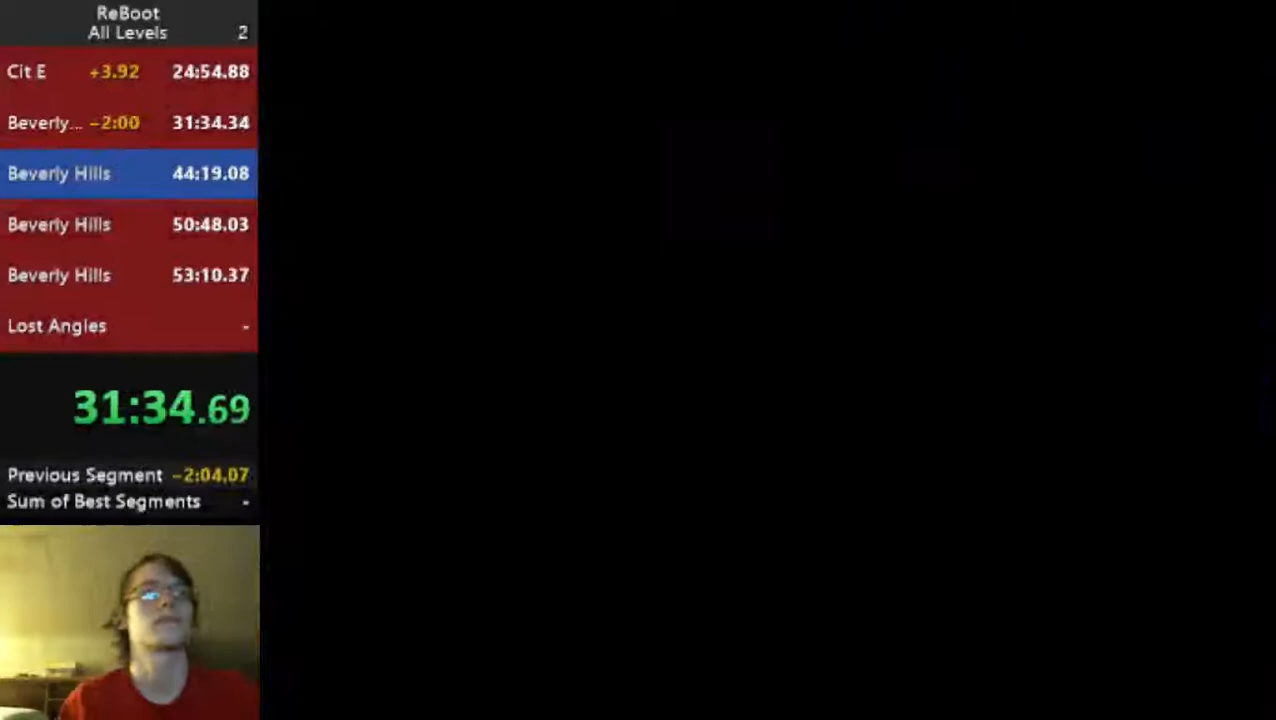 ReBoot
All Levels 2
Cit E +3.92 24:54.88
Beverly... −2:00 31:34.34
Beverly Hills 44:19.08
Beverly Hills 50:48.03
Beverly Hills 53:10.37
Lost Angles -
31:34.69
Previous Segment −2:04.07
Sum of Best Segments -